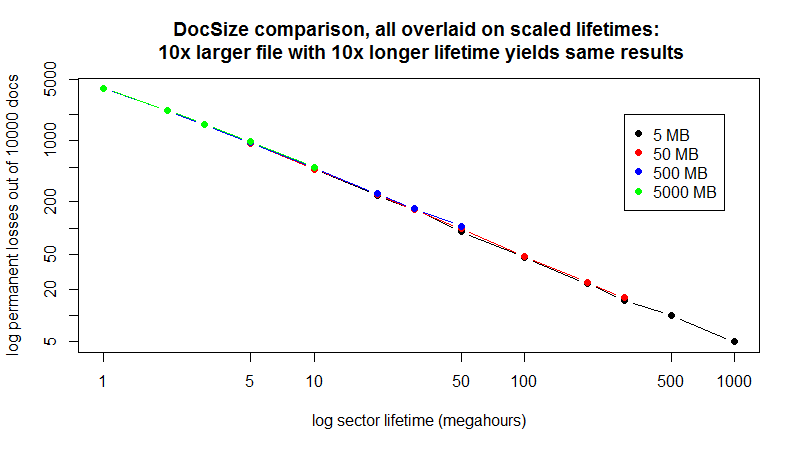 DocSize comparison, all overlaid on scaled lifetimes:
10x larger file with 10x longer lifetime yields same results
log permanent losses out of 10000 docs
5000
1000
200
50
20
5
5 MB
50 MB
500 MB
5000 MB
1 5 10 50 100 500 1000
log sector lifetime (megahours)